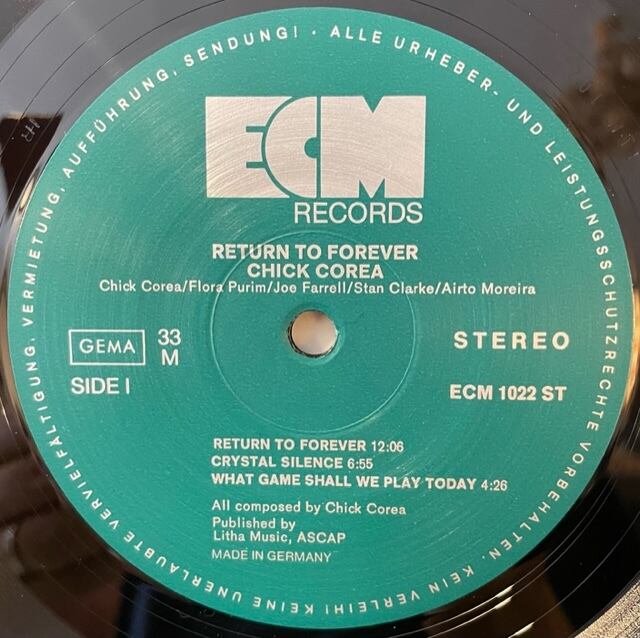 ALLE URHEBER- UND LEISTUNGSSCHUTZRECHTE VORBEHALTEN. KEIN VERLEIH! KEINE UNERLAUBTE VERVIELFÄLTIGUNG, VERMIETUNG, AUFFÜHRUNG, SENDUNG! ·
ECM
RECORDS
RETURN TO FOREVER
CHICK COREA
Chick Corea/Flora Purim/Joe Farrell/Stan Clarke/Airto Moreira
GEMA
33
M
STEREO
SIDE I
ECM 1022 ST
RETURN TO FOREVER 12:06
CRYSTAL SILENCE 6:55
WHAT GAME SHALL WE PLAY TODAY 4:26
All composed by Chick Corea
Published by
Litha Music, ASCAP
MADE IN GERMANY